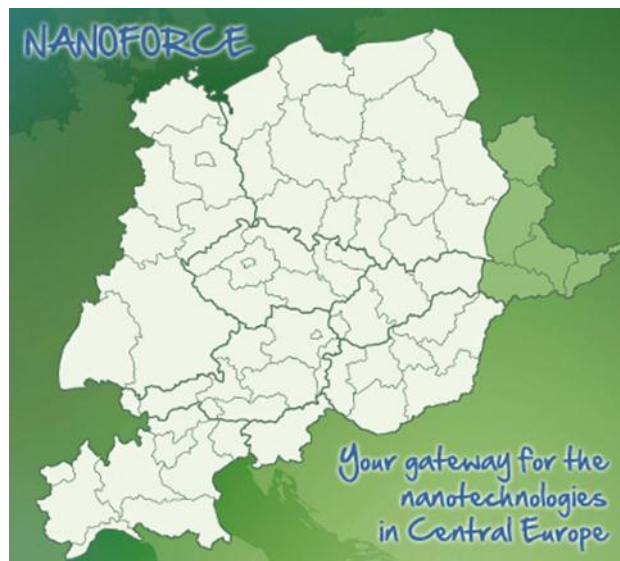 NANOFORCE
Your gateway for the
nanotechnologies
in Central Europe